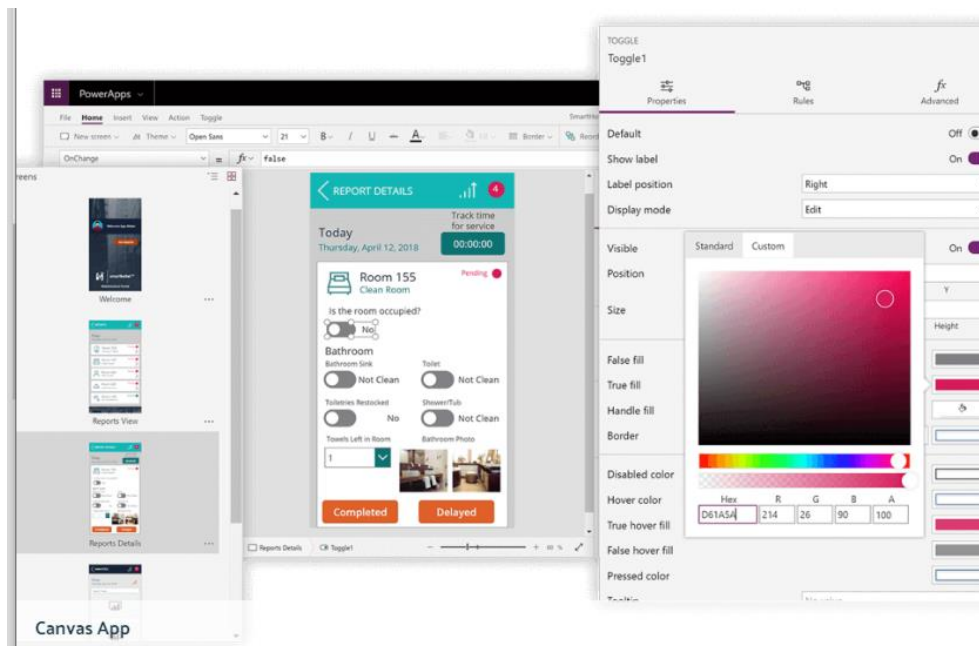 TOGGLE
Toggle1
Properties
Rules
fx
Advanced
PowerApps
File Home Insert View Action Toggle
New screen Theme Open Sans 21 B / U A Border Reord
OnChange = fx false
reens
Welcome
Reports View
Reports Details
Canvas App
REPORT DETAILS 4
Today
Thursday, April 12, 2018
Track time
for service
00:00:00
Room 155
Clean Room
Pending
Is the room occupied?
No
Bathroom
Bathroom Sink Toilet
Not Clean Not Clean
Toiletries Restocked Shower/Tub
No Not Clean
Towels Left in Room Bathroom Photo
1
Completed Delayed
Reports Details Toggle1 - + %
Default Off
Show label On
Label position Right
Display mode Edit
Visible On
Position
Y
Size
Height
False fill
True fill
Handle fill
Border
Disabled color
Hover color
True hover fill
False hover fill
Pressed color
Standard Custom
Hex R G B A
D61A5A 214 26 90 100